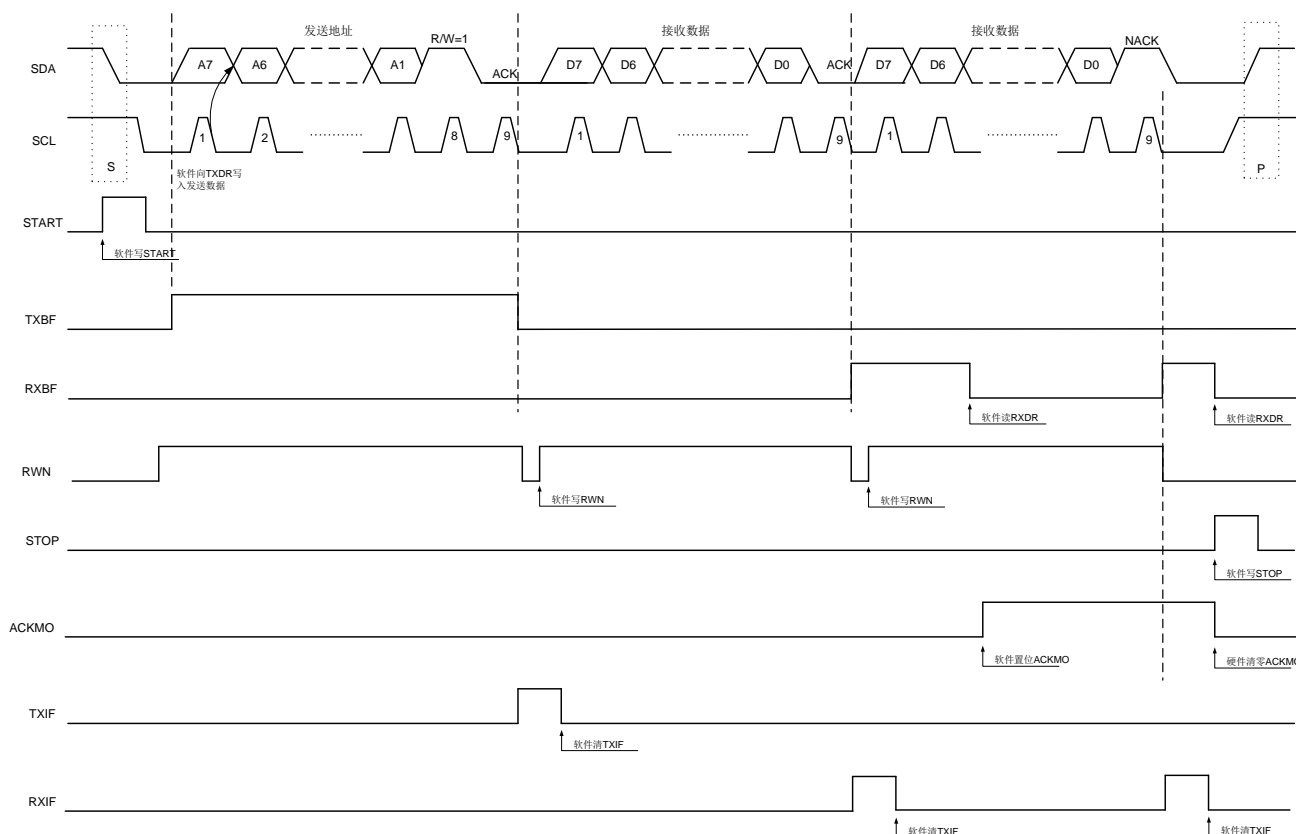 发送地址
接收数据
接收数据
R/W=1
NACK
SDA
A7
A6
A1
ACK
D7
D6
D0
ACK
D7
D6
D0
SCL
1
2
8
9
1
9
1
9
S
P
软件向TXDR写
入发送数据
START
软件写START
TXBF
RXBF
软件读RXDR
软件读RXDR
RWN
软件写RWN
软件写RWN
STOP
软件写STOP
ACKMO
软件置位ACKMO
硬件清零ACKMO
TXIF
软件清TXIF
RXIF
软件清TXIF
软件清TXIF